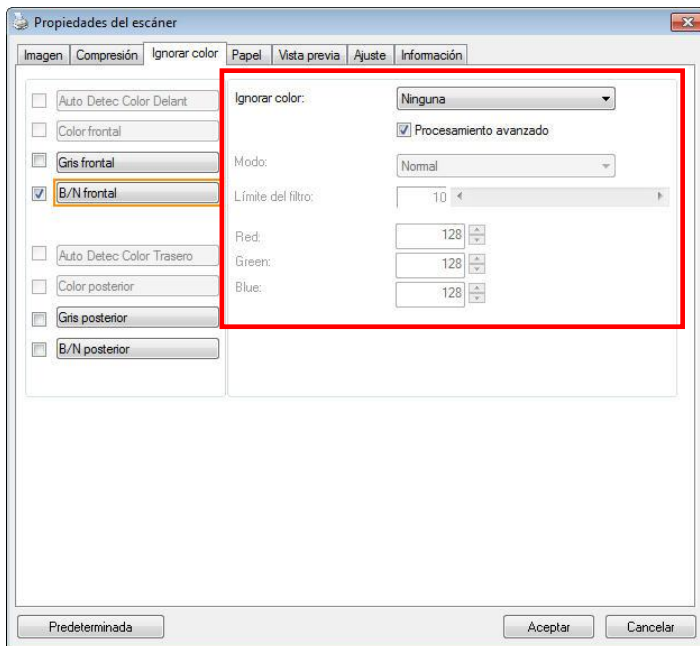 Propiedades del escáner
Imagen Compresión Ignorar color Papel Vista previa Ajuste Información
Auto Detec Color Delant
Color frontal
Gris frontal
B/N frontal
Auto Detec Color Trasero
Color posterior
Gris posterior
B/N posterior
Ignorar color: Ninguna
Procesamiento avanzado
Modo: Normal
Límite del filtro: 10
Red: 128
Green: 128
Blue: 128
Predeterminada Aceptar Cancelar